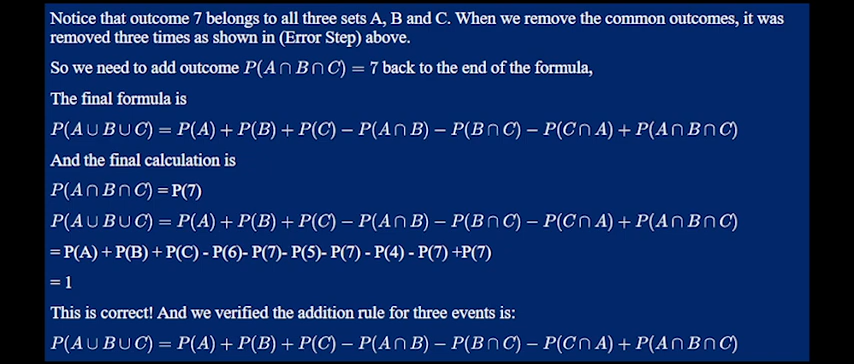 Notice that outcome 7 belongs to all three sets A, B and C. When we remove the common outcomes, it was
removed three times as shown in (Error Step) above.
So we need to add outcome P(A ∩ B ∩ C) = 7 back to the end of the formula,
The final formula is
P(A ∪ B ∪ C) = P(A) + P(B) + P(C) − P(A ∩ B) − P(B ∩ C) − P(C ∩ A) + P(A ∩ B ∩ C)
And the final calculation is
P(A ∩ B ∩ C) = P(7)
P(A ∪ B ∪ C) = P(A) + P(B) + P(C) − P(A ∩ B) − P(B ∩ C) − P(C ∩ A) + P(A ∩ B ∩ C)
= P(A) + P(B) + P(C) - P(6)- P(7)- P(5)- P(7) - P(4) - P(7) +P(7)
= 1
This is correct! And we verified the addition rule for three events is:
P(A ∪ B ∪ C) = P(A) + P(B) + P(C) − P(A ∩ B) − P(B ∩ C) − P(C ∩ A) + P(A ∩ B ∩ C)